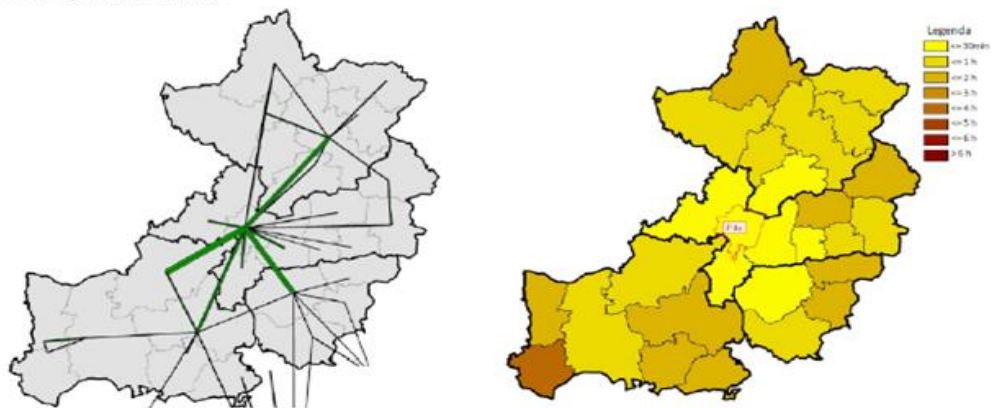 Legenda
<= 30min
<= 1 h
<= 2 h
<= 3 h
<= 4 h
<= 5 h
<= 6 h
> 6 h